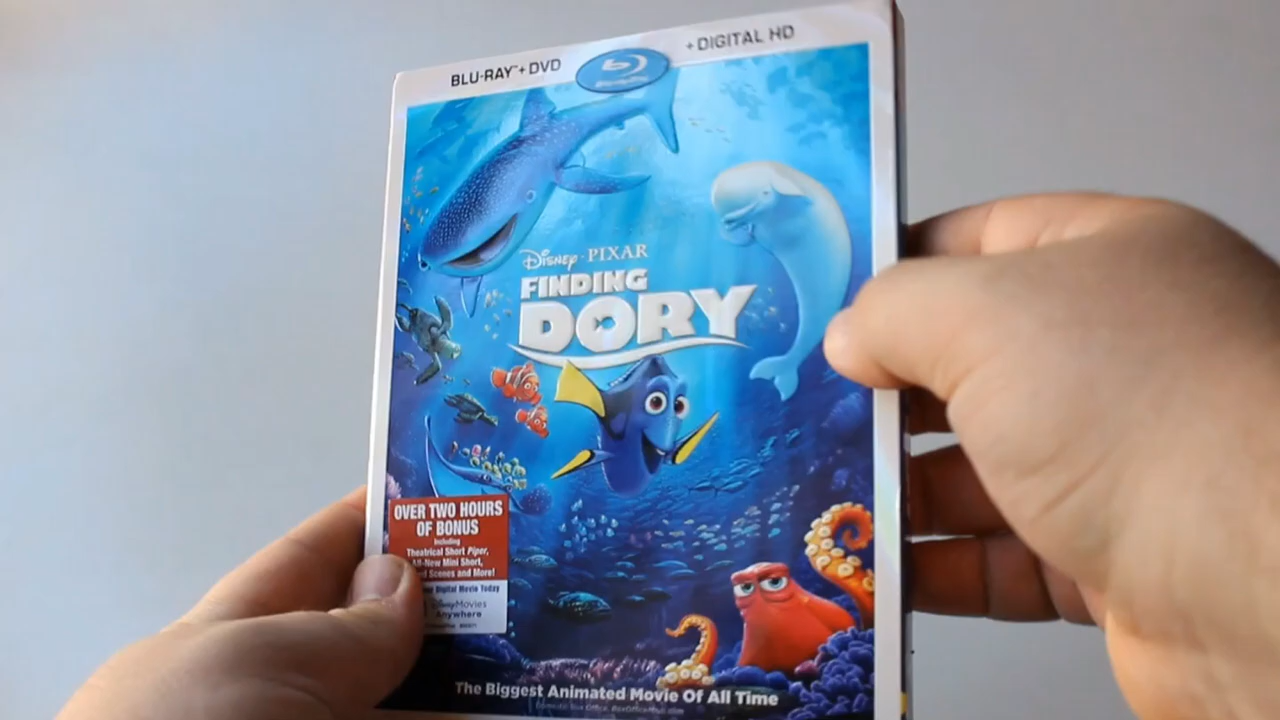 BLU-RAY™+ DVD
+ DIGITAL HD
Disney · PIXAR
FINDING
DORY
OVER TWO HOURS
OF BONUS
Including
Theatrical Short Piper,
All-New Mini Short,
Scenes and More!
Digital Movie Today
Disney Movies
Anywhere
The Biggest Animated Movie Of All Time